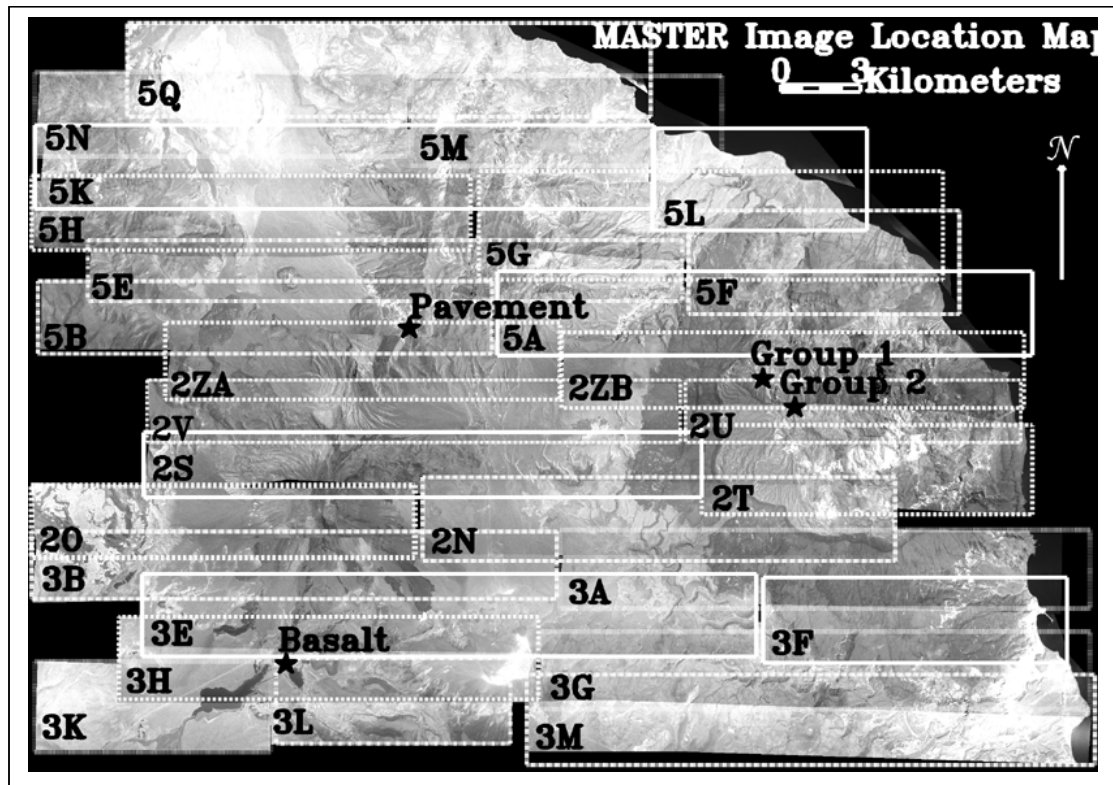 MASTER Image Location Map
0 3
Kilometers
N
5Q
5N
5M
5K
5L
5H
5G
5E
5F
Pavement
5B
5A
Group 1
2ZA
2ZB
Group 2
2V
2U
2S
2T
2O
2N
3B
3A
3E
3F
Basalt
3H
3G
3K
3L
3M